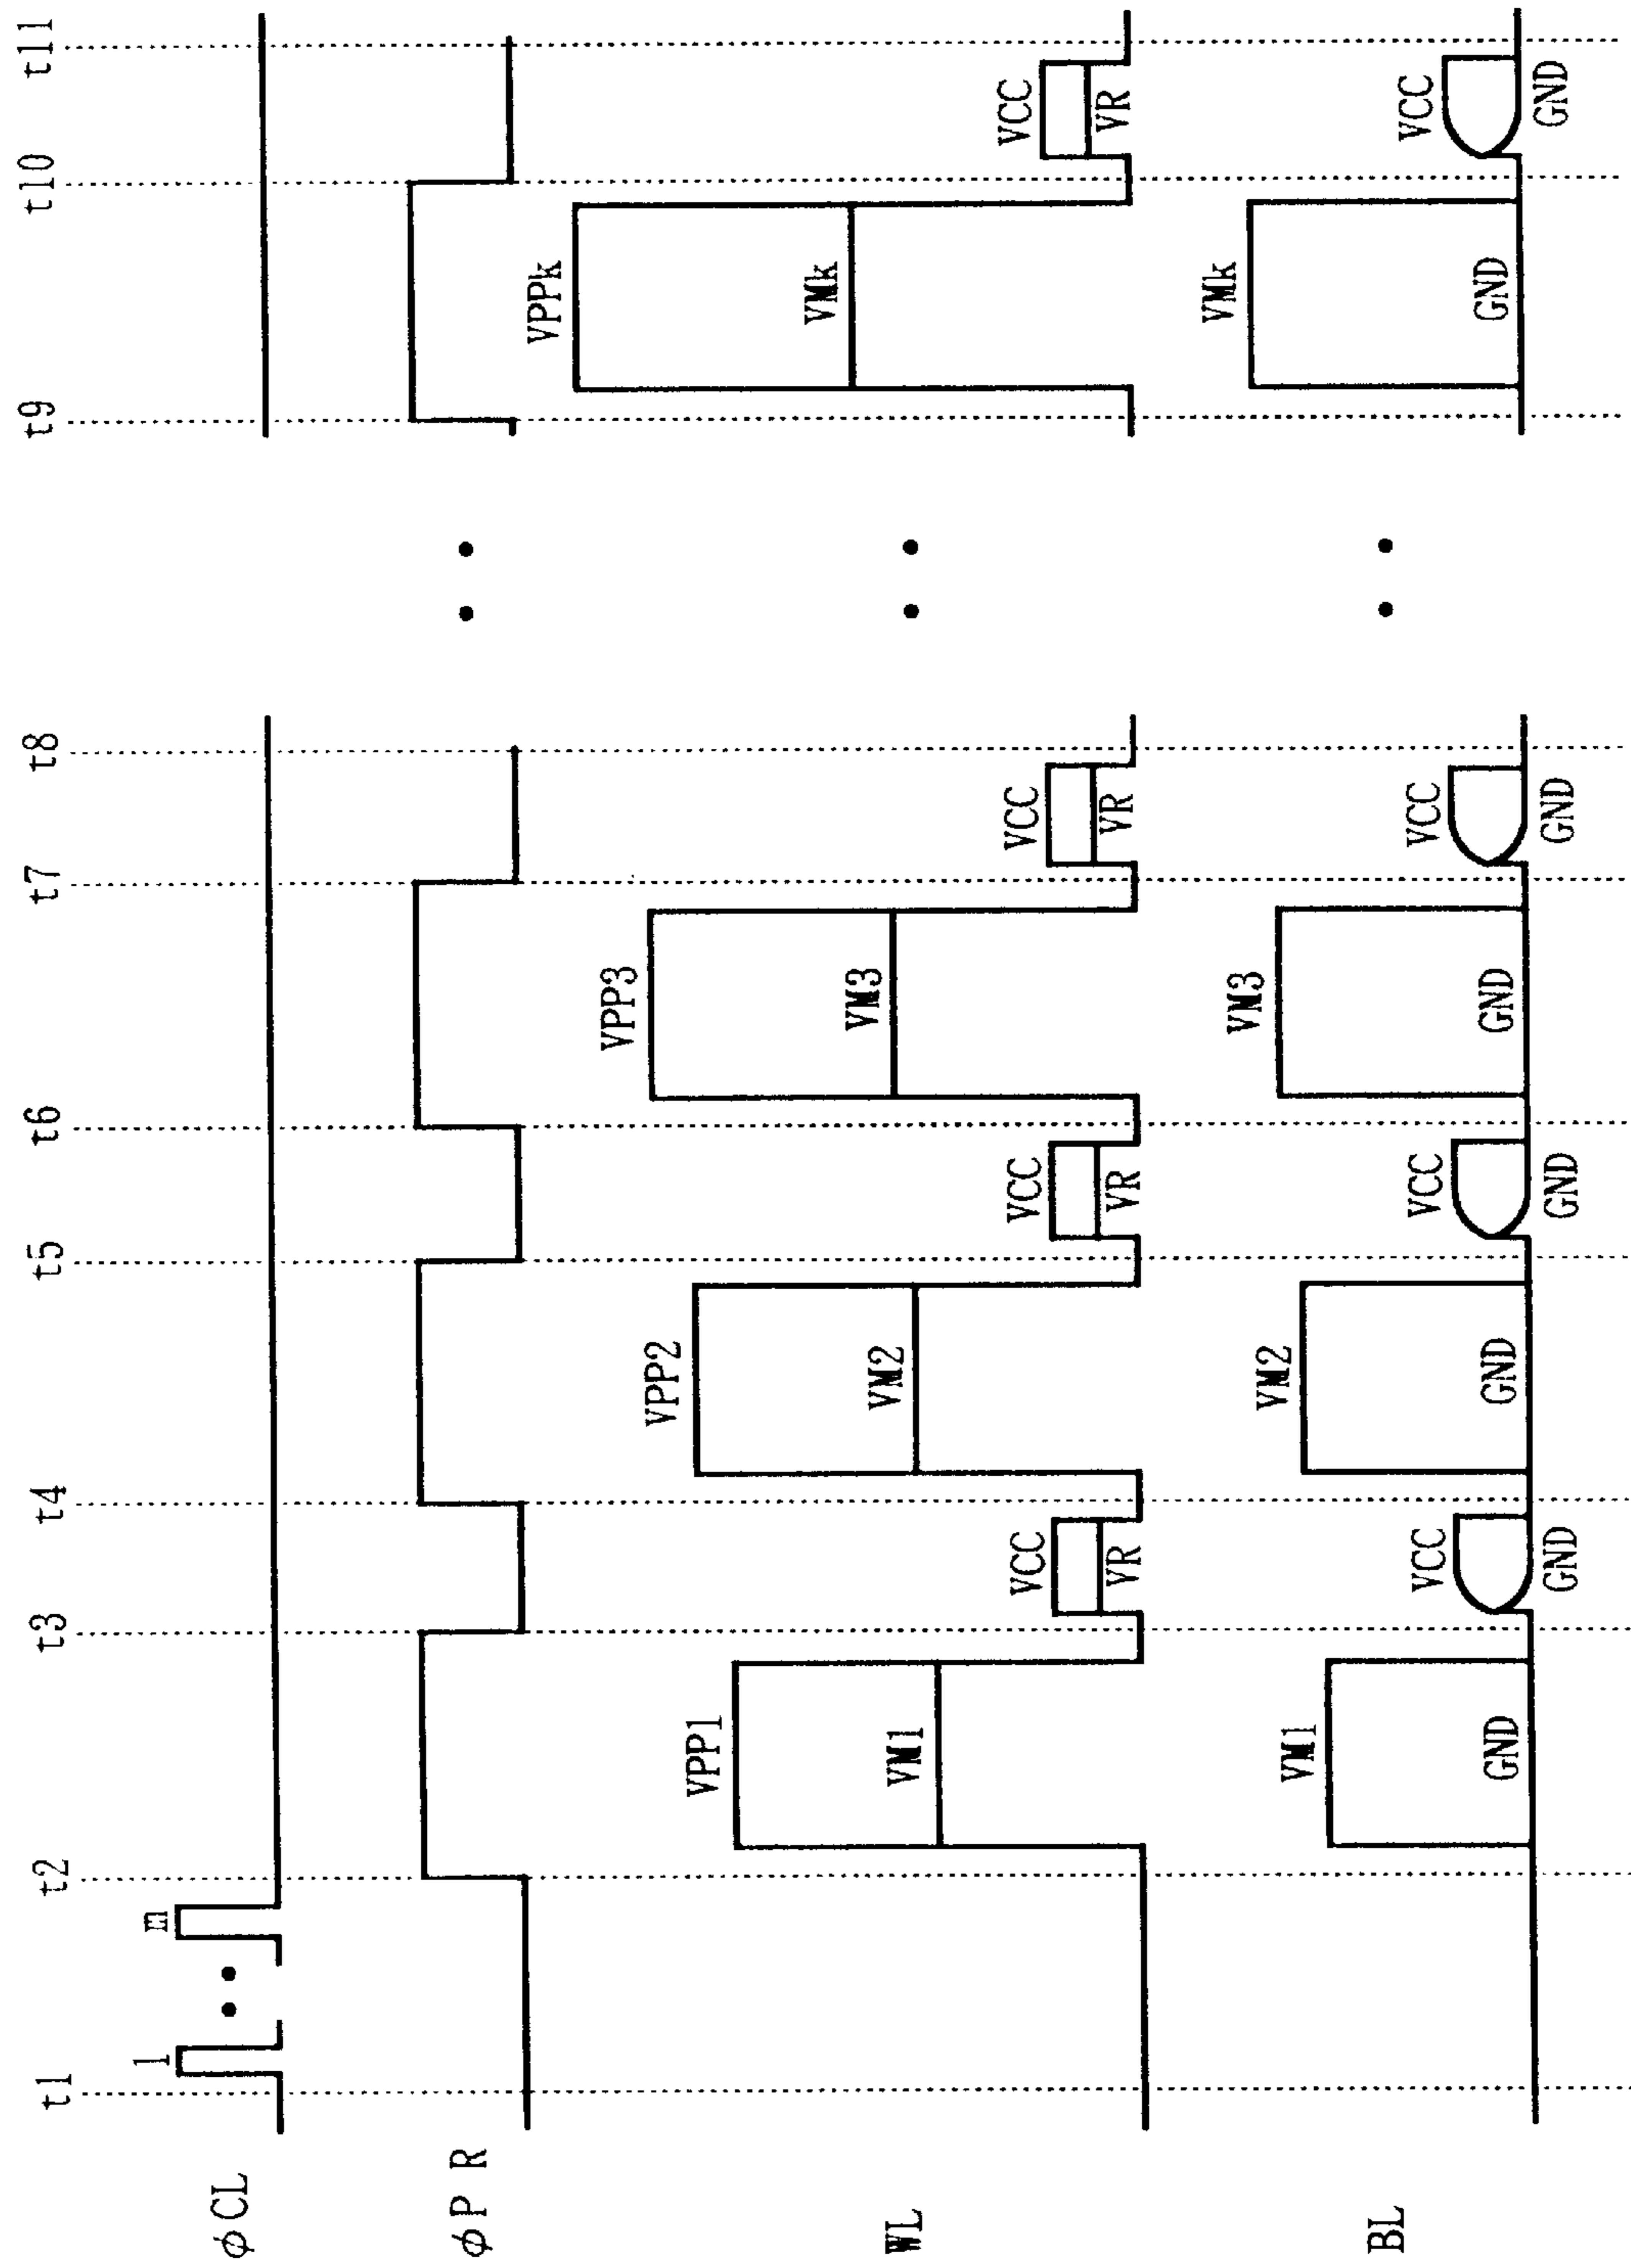 t1 t2 t3 t4 t5 t6 t7 t8 t9 t10 t11
φCL 1 m
φPR
WL
VPP1 VPP2 VPP3 VPPk
VM1 VCC VM2 VCC VM3 VCC VMk VCC
VR VR VR VR
BL
VM1 VM2 VM3 VMk
VCC VCC VCC VCC
GND GND GND GND
GND GND GND GND